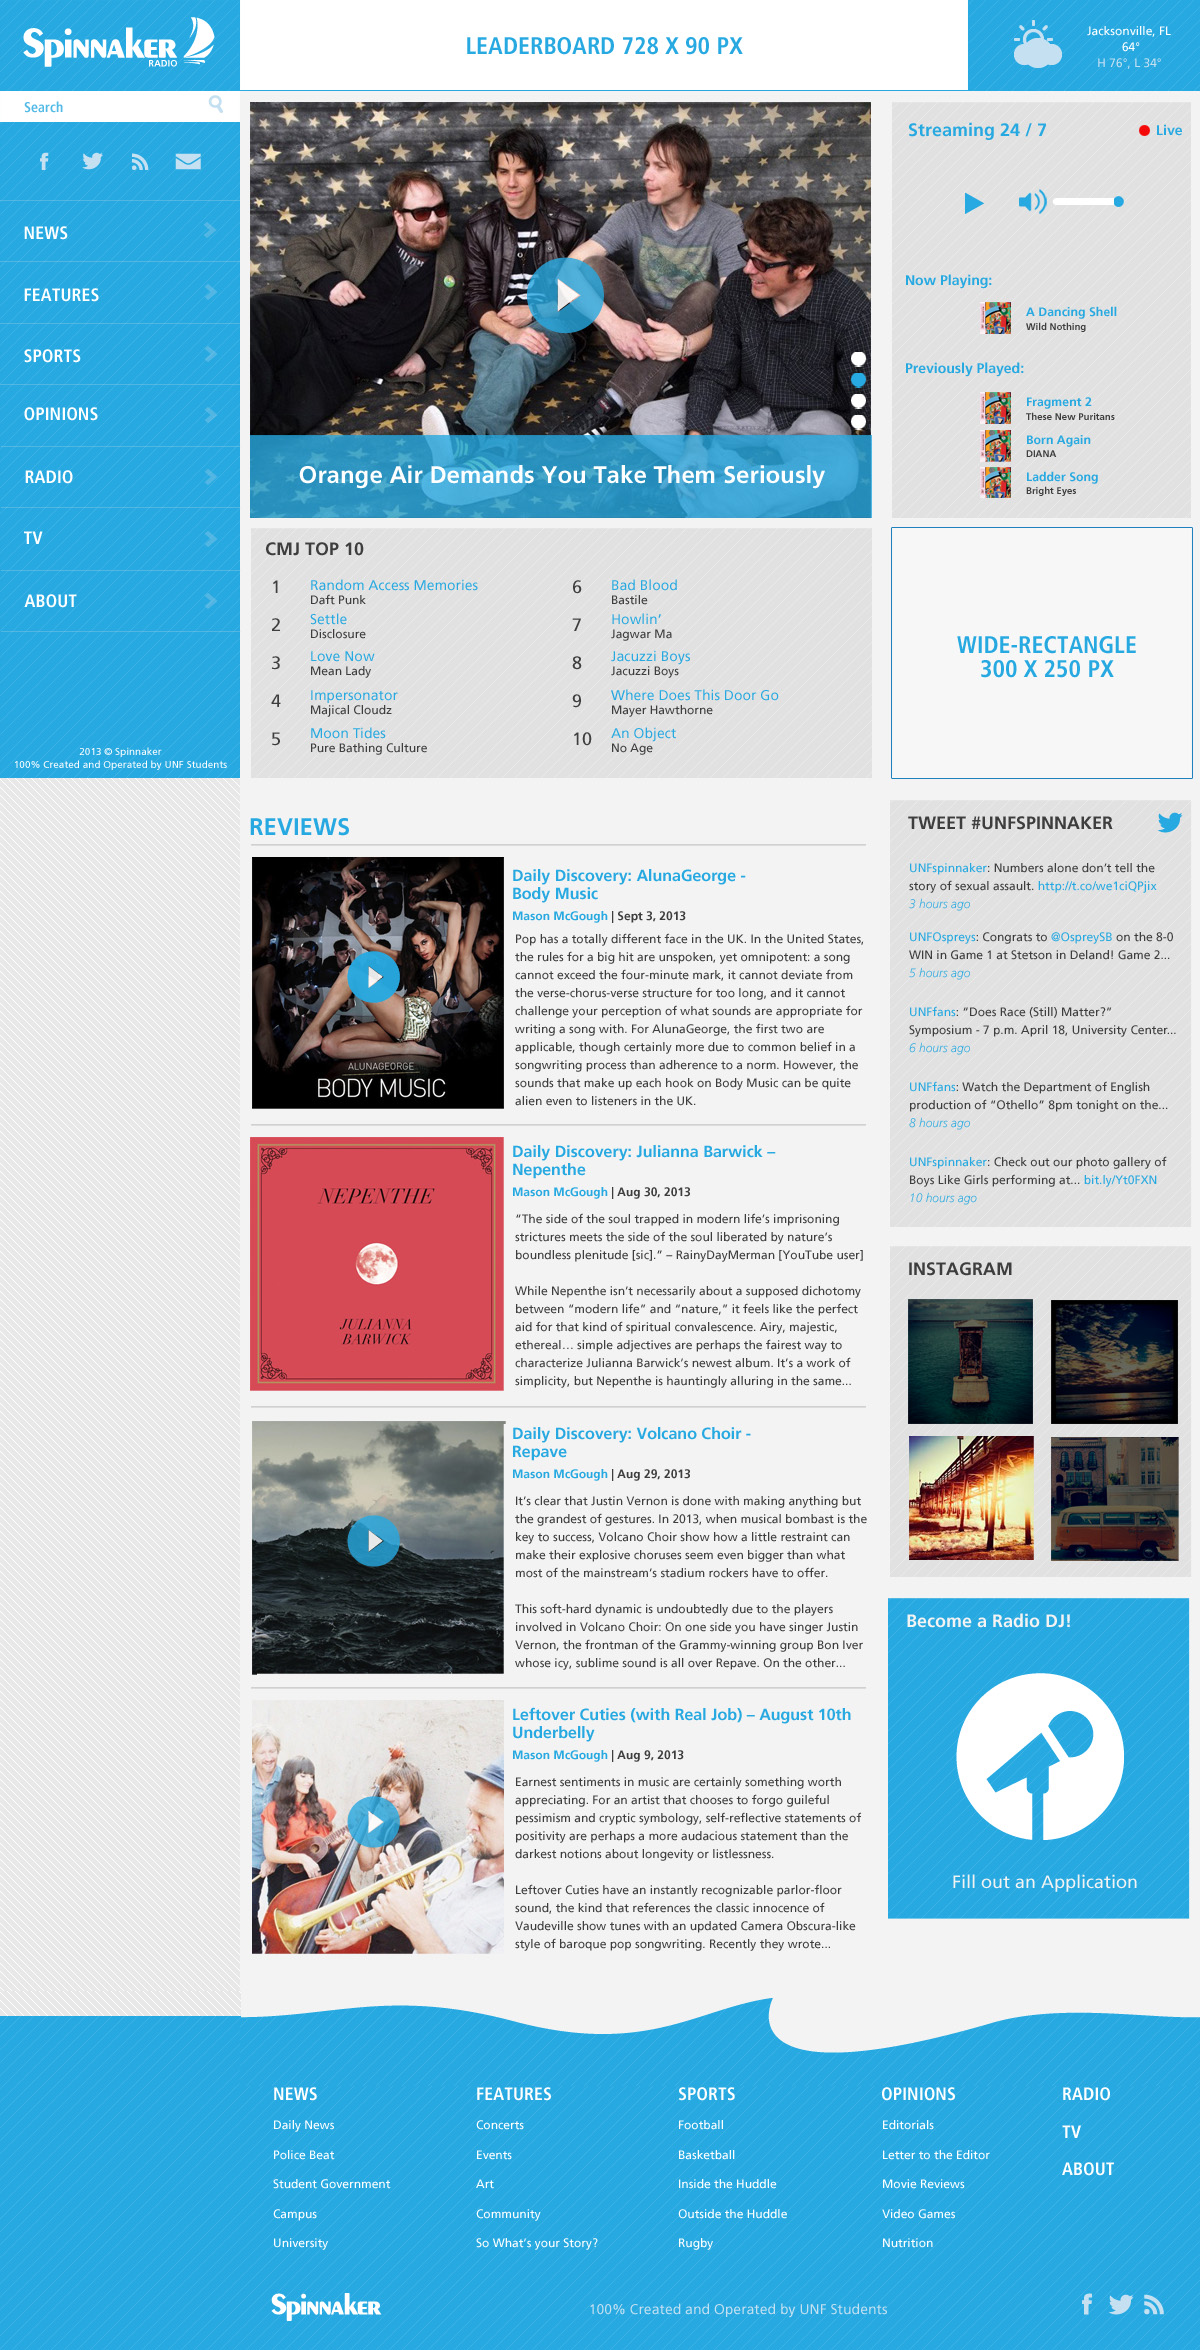 Spinnaker
RADIO
LEADERBOARD 728 X 90 PX
Jacksonville, FL
64°
H 76°, L 34°
Search
NEWS
FEATURES
SPORTS
OPINIONS
RADIO
TV
ABOUT
2013 © Spinnaker
100% Created and Operated by UNF Students
Orange Air Demands You Take Them Seriously
Streaming 24 / 7
Live
Now Playing:
A Dancing Shell
Wild Nothing
Previously Played:
Fragment 2
These New Puritans
Born Again
DIANA
Ladder Song
Bright Eyes
CMJ TOP 10
1 Random Access Memories
Daft Punk
2 Settle
Disclosure
3 Love Now
Mean Lady
4 Impersonator
Majical Cloudz
5 Moon Tides
Pure Bathing Culture
6 Bad Blood
Bastile
7 Howlin’
Jagwar Ma
8 Jacuzzi Boys
Jacuzzi Boys
9 Where Does This Door Go
Mayer Hawthorne
10 An Object
No Age
WIDE-RECTANGLE
300 X 250 PX
REVIEWS
ALUNAGEORGE
BODY MUSIC
Daily Discovery: AlunaGeorge -
Body Music
Mason McGough | Sept 3, 2013
Pop has a totally different face in the UK. In the United States,
the rules for a big hit are unspoken, yet omnipotent: a song
cannot exceed the four-minute mark, it cannot deviate from
the verse-chorus-verse structure for too long, and it cannot
challenge your perception of what sounds are appropriate for
writing a song with. For AlunaGeorge, the first two are
applicable, though certainly more due to common belief in a
songwriting process than adherence to a norm. However, the
sounds that make up each hook on Body Music can be quite
alien even to listeners in the UK.
NEPENTHE
JULIANNA
BARWICK
Daily Discovery: Julianna Barwick –
Nepenthe
Mason McGough | Aug 30, 2013
“The side of the soul trapped in modern life’s imprisoning
strictures meets the side of the soul liberated by nature’s
boundless plenitude [sic].” – RainyDayMerman [YouTube user]
While Nepenthe isn’t necessarily about a supposed dichotomy
between “modern life” and “nature,” it feels like the perfect
aid for that kind of spiritual convalescence. Airy, majestic,
ethereal… simple adjectives are perhaps the fairest way to
characterize Julianna Barwick’s newest album. It’s a work of
simplicity, but Nepenthe is hauntingly alluring in the same...
Daily Discovery: Volcano Choir -
Repave
Mason McGough | Aug 29, 2013
It’s clear that Justin Vernon is done with making anything but
the grandest of gestures. In 2013, when musical bombast is the
key to success, Volcano Choir show how a little restraint can
make their explosive choruses seem even bigger than what
most of the mainstream’s stadium rockers have to offer.
This soft-hard dynamic is undoubtedly due to the players
involved in Volcano Choir: On one side you have singer Justin
Vernon, the frontman of the Grammy-winning group Bon Iver
whose icy, sublime sound is all over Repave. On the other...
Leftover Cuties (with Real Job) – August 10th
Underbelly
Mason McGough | Aug 9, 2013
Earnest sentiments in music are certainly something worth
appreciating. For an artist that chooses to forgo guileful
pessimism and cryptic symbology, self-reflective statements of
positivity are perhaps a more audacious statement than the
darkest notions about longevity or listlessness.
Leftover Cuties have an instantly recognizable parlor-floor
sound, the kind that references the classic innocence of
Vaudeville show tunes with an updated Camera Obscura-like
style of baroque pop songwriting. Recently they wrote...
TWEET #UNFSPINNAKER
UNFspinnaker: Numbers alone don’t tell the
story of sexual assault. http://t.co/we1ciQPjix
3 hours ago
UNFOspreys: Congrats to @OspreySB on the 8-0
WIN in Game 1 at Stetson in Deland! Game 2...
5 hours ago
UNFfans: “Does Race (Still) Matter?”
Symposium - 7 p.m. April 18, University Center...
6 hours ago
UNFfans: Watch the Department of English
production of “Othello” 8pm tonight on the...
8 hours ago
UNFspinnaker: Check out our photo gallery of
Boys Like Girls performing at... bit.ly/Yt0FXN
10 hours ago
INSTAGRAM
Become a Radio DJ!
Fill out an Application
NEWS
Daily News
Police Beat
Student Government
Campus
University
FEATURES
Concerts
Events
Art
Community
So What’s your Story?
SPORTS
Football
Basketball
Inside the Huddle
Outside the Huddle
Rugby
OPINIONS
Editorials
Letter to the Editor
Movie Reviews
Video Games
Nutrition
RADIO
TV
ABOUT
Spinnaker
100% Created and Operated by UNF Students